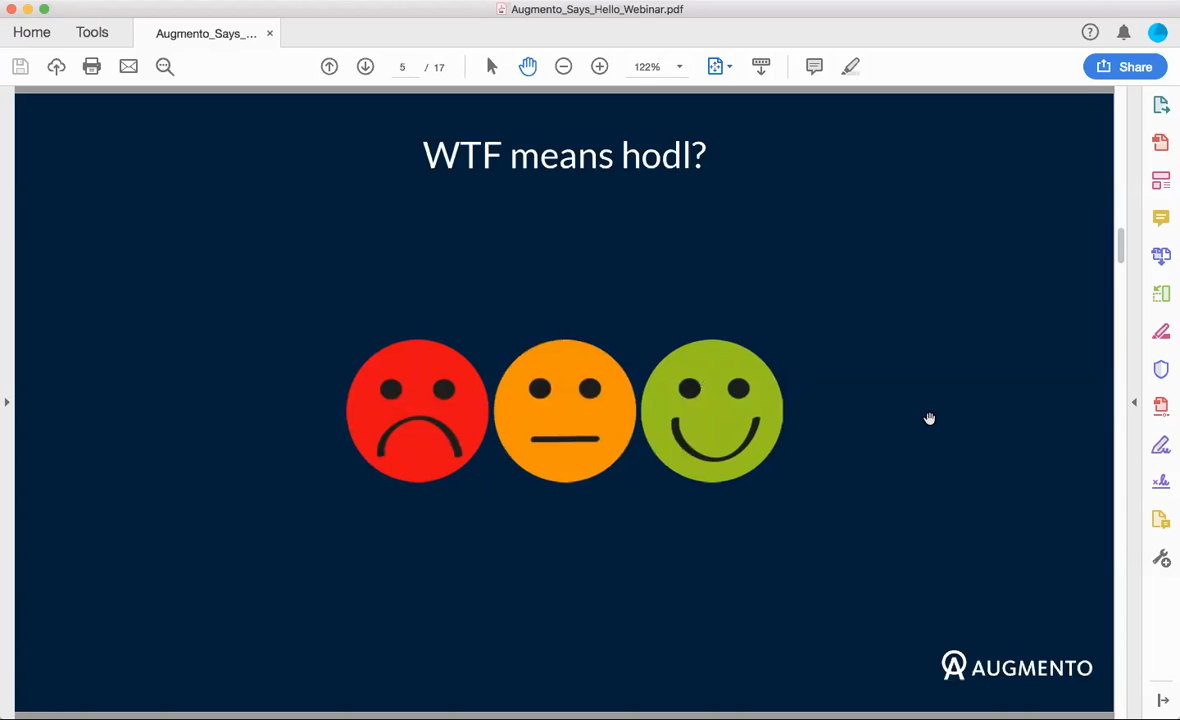 Augmento_Says_Hello_Webinar.pdf
Home Tools Augmento_Says_... ×
5 / 17 122% Share
WTF means hodl?
AUGMENTO